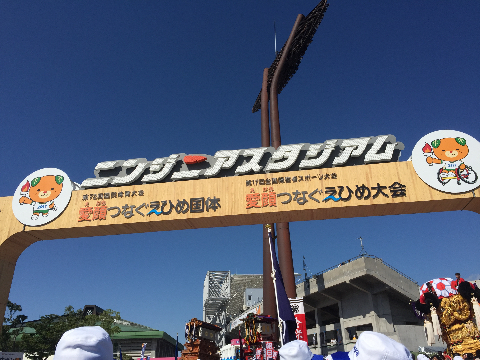 ニンジニアスタジアム
第72回国民体育大会
愛顔つなぐえひめ国体
第17回全国障害者スポーツ大会
愛顔つなぐえひめ大会